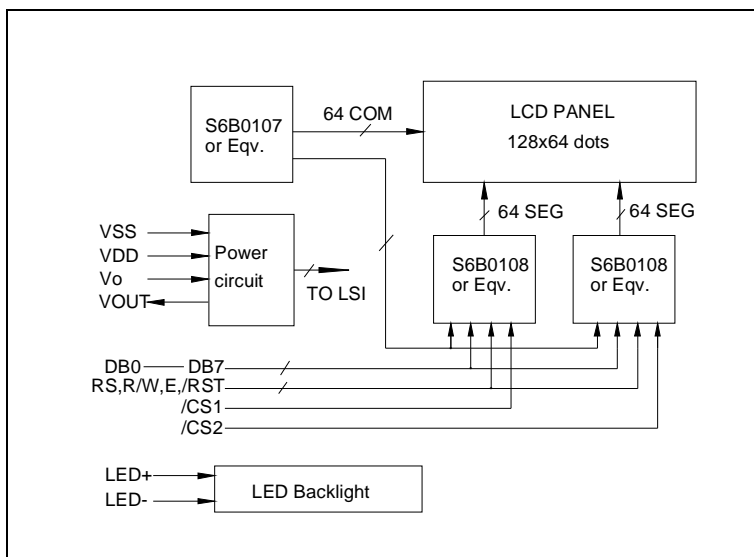 S6B0107
or Eqv.
64 COM
LCD PANEL
128x64 dots
64 SEG
64 SEG
VSS
VDD
Vo
VOUT
Power
circuit
TO LSI
S6B0108
or Eqv.
S6B0108
or Eqv.
DB0 DB7
RS,R/W,E,/RST
/CS1
/CS2
LED+
LED-
LED Backlight